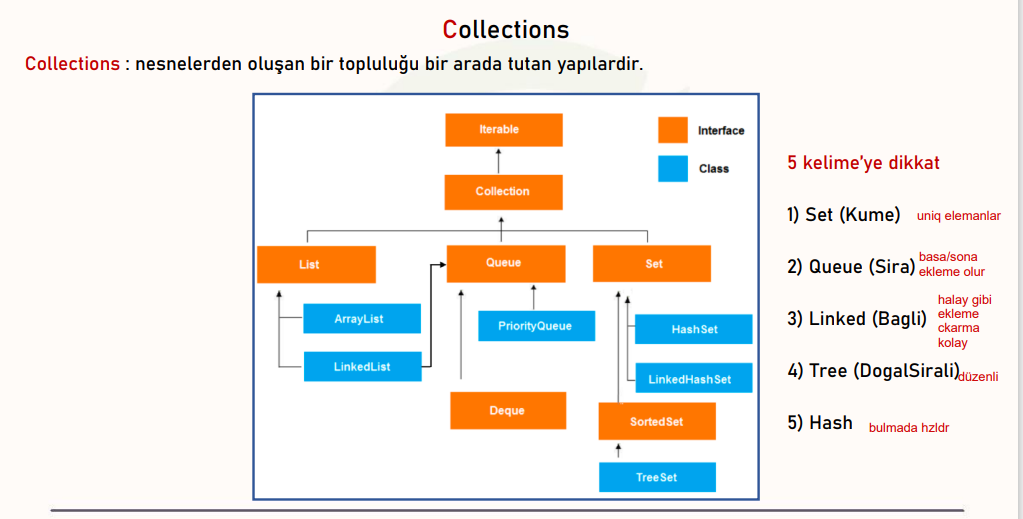 Collections
Collections : nesnelerden oluşan bir topluluğu bir arada tutan yapılardir.
Iterable
Interface
Class
Collection
List
Queue
Set
ArrayList
PriorityQueue
HashSet
LinkedList
LinkedHashSet
Deque
SortedSet
TreeSet
5 kelime'ye dikkat
1) Set (Kume) uniq elemanlar
2) Queue (Sira) basa/sona
ekleme olur
3) Linked (Bagli) halay gibi
ekleme
ckarma
kolay
4) Tree (DogalSirali) düzenli
5) Hash bulmada hzldr